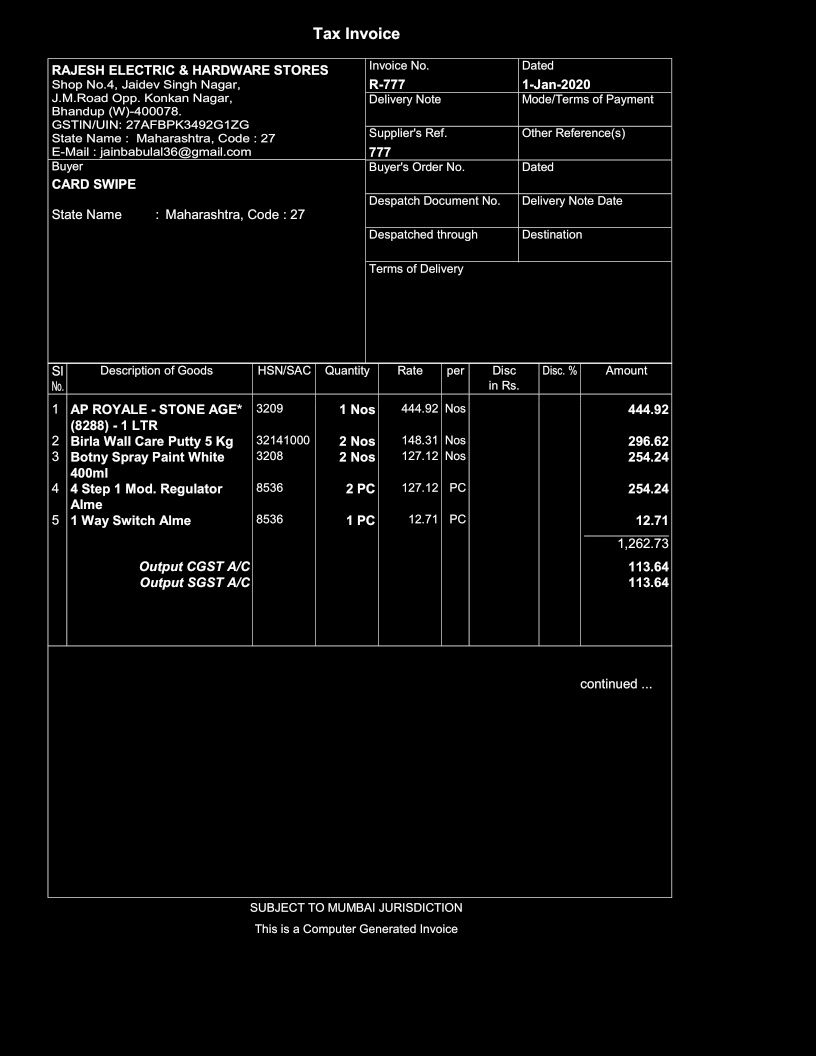 Tax Invoice
RAJESH ELECTRIC & HARDWARE STORES
Shop No.4, Jaidev Singh Nagar,
J.M.Road Opp. Konkan Nagar,
Bhandup (W)-400078.
GSTIN/UIN: 27AFBPK3492G1ZG
State Name : Maharashtra, Code : 27
E-Mail : jainbabulal36@gmail.com
Invoice No. Dated
R-777 1-Jan-2020
Delivery Note Mode/Terms of Payment
Supplier's Ref. Other Reference(s)
777
Buyer
CARD SWIPE
State Name : Maharashtra, Code : 27
Buyer's Order No. Dated
Despatch Document No. Delivery Note Date
Despatched through Destination
Terms of Delivery
Sl Description of Goods HSN/SAC Quantity Rate per Disc Disc. % Amount
No. in Rs.
1 AP ROYALE - STONE AGE* 3209 1 Nos 444.92 Nos 444.92
(8288) - 1 LTR
2 Birla Wall Care Putty 5 Kg 32141000 2 Nos 148.31 Nos 296.62
3 Botny Spray Paint White 3208 2 Nos 127.12 Nos 254.24
400ml
4 4 Step 1 Mod. Regulator 8536 2 PC 127.12 PC 254.24
Alme
5 1 Way Switch Alme 8536 1 PC 12.71 PC 12.71
1,262.73
Output CGST A/C 113.64
Output SGST A/C 113.64
continued ...
SUBJECT TO MUMBAI JURISDICTION
This is a Computer Generated Invoice